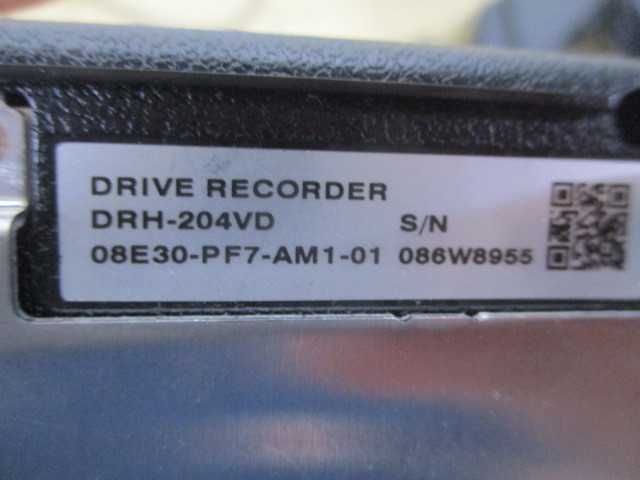 DRIVE RECORDER
DRH-204VD S/N
08E30-PF7-AM1-01 086W8955